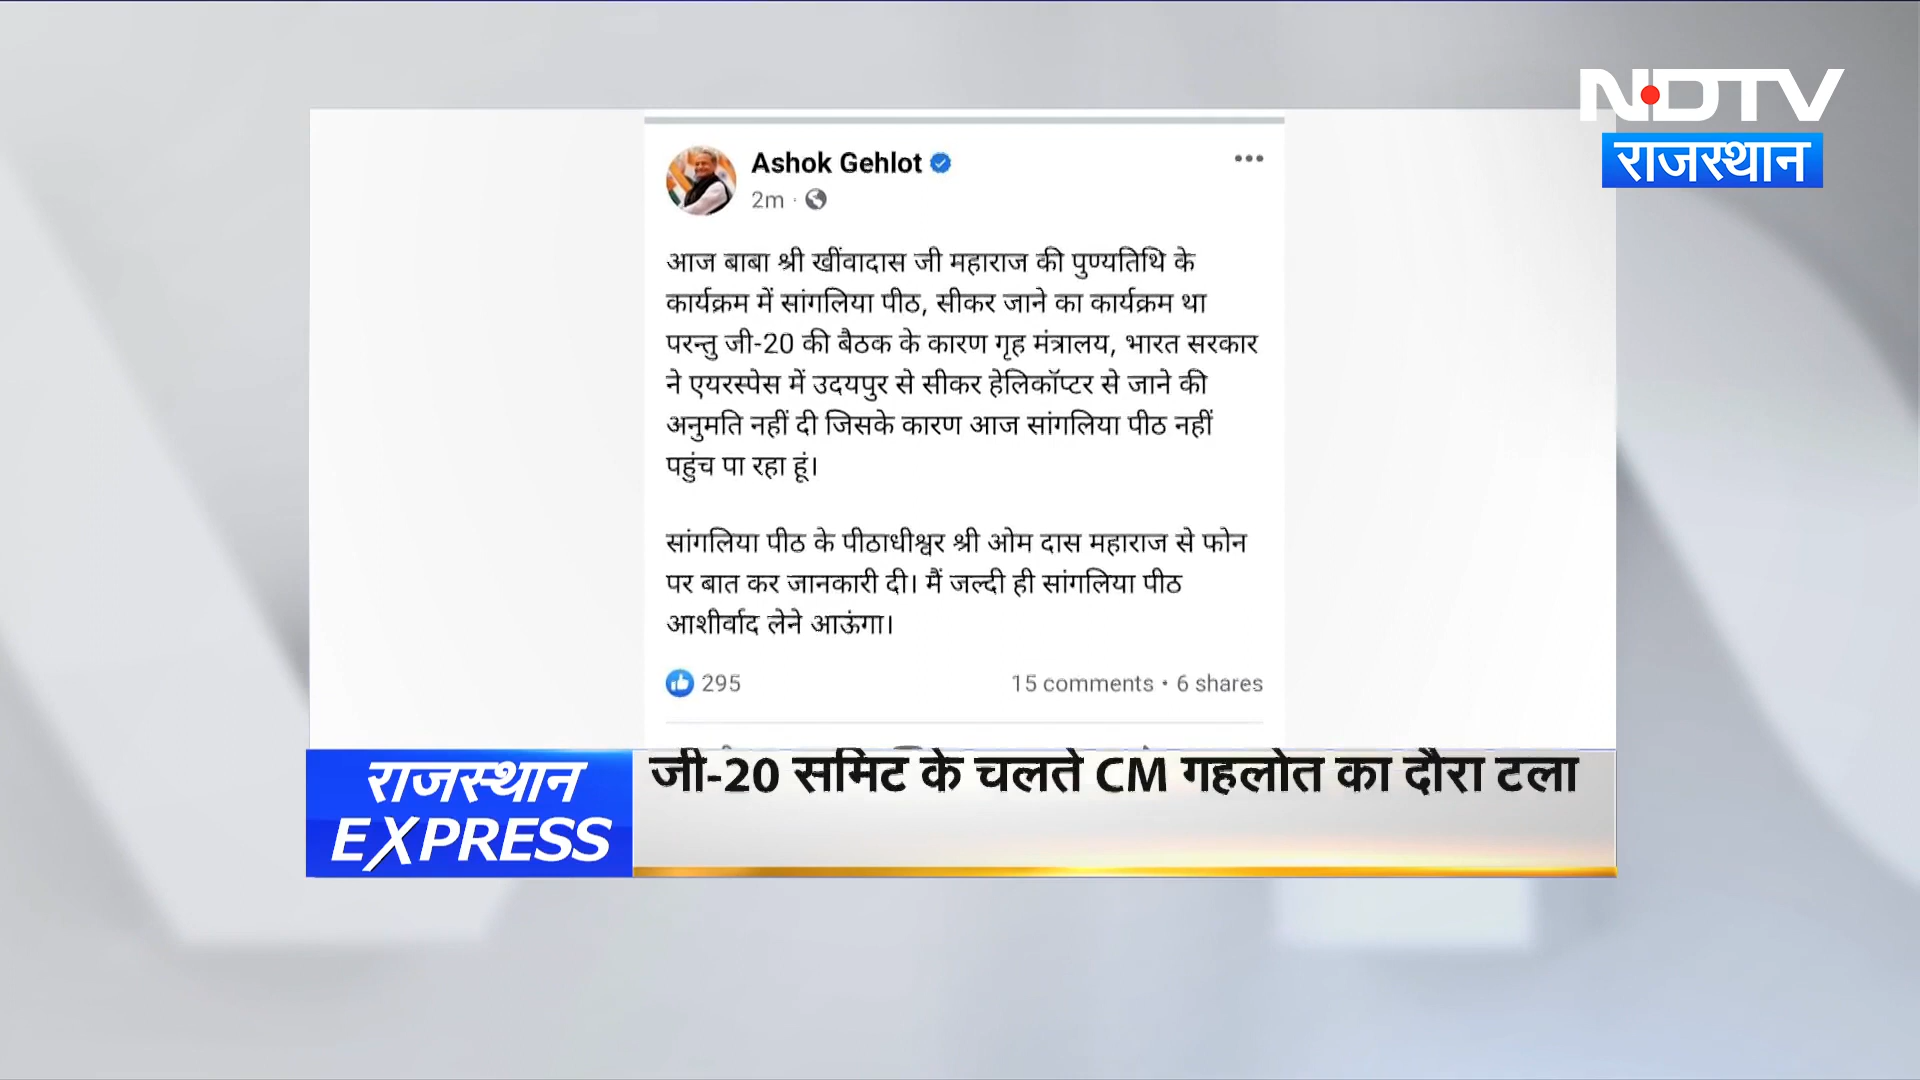 NDTV
राजस्थान
Ashok Gehlot
2m ·
आज बाबा श्री खींवादास जी महाराज की पुण्यतिथि के
कार्यक्रम में सांगलिया पीठ, सीकर जाने का कार्यक्रम था
परन्तु जी-20 की बैठक के कारण गृह मंत्रालय, भारत सरकार
ने एयरस्पेस में उदयपुर से सीकर हेलिकॉप्टर से जाने की
अनुमति नहीं दी जिसके कारण आज सांगलिया पीठ नहीं
पहुंच पा रहा हूं।
सांगलिया पीठ के पीठाधीश्वर श्री ओम दास महाराज से फोन
पर बात कर जानकारी दी। मैं जल्दी ही सांगलिया पीठ
आशीर्वाद लेने आऊंगा।
295 15 comments • 6 shares
राजस्थान
EXPRESS
जी-20 समिट के चलते CM गहलोत का दौरा टला